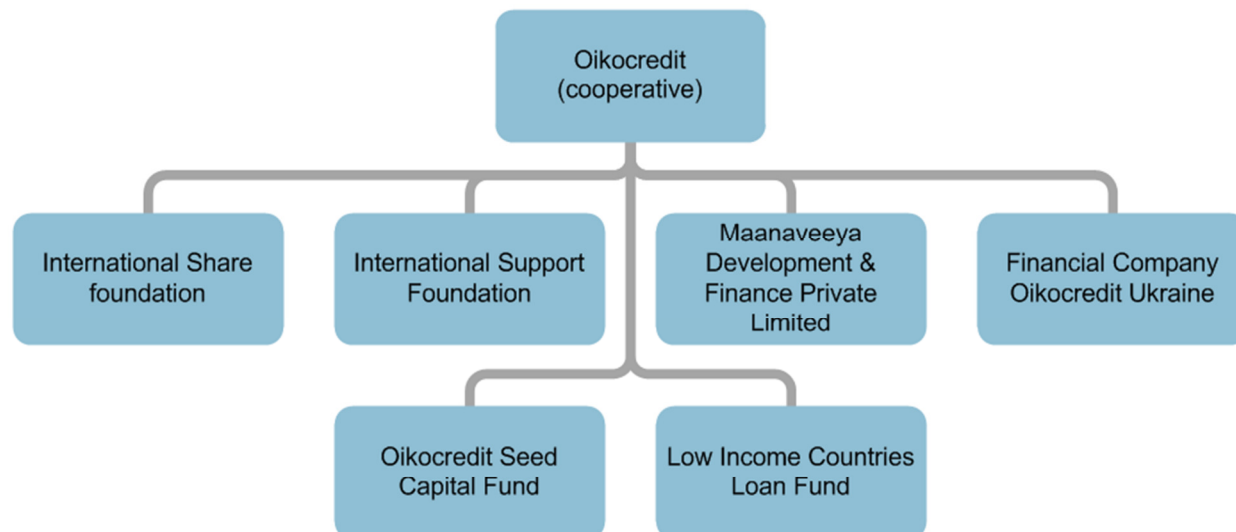 Oikocredit
(cooperative)
International Share
foundation
International Support
Foundation
Maanaveeya
Development &
Finance Private
Limited
Financial Company
Oikocredit Ukraine
Oikocredit Seed
Capital Fund
Low Income Countries
Loan Fund